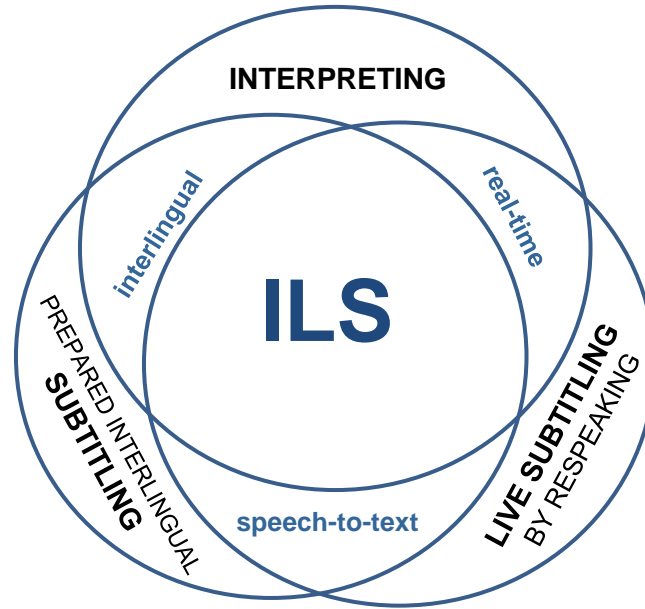 INTERPRETING
interlingual
real-time
ILS
PREPARED INTERLINGUAL
SUBTITLING
LIVE SUBTITLING
BY RESPEAKING
speech-to-text